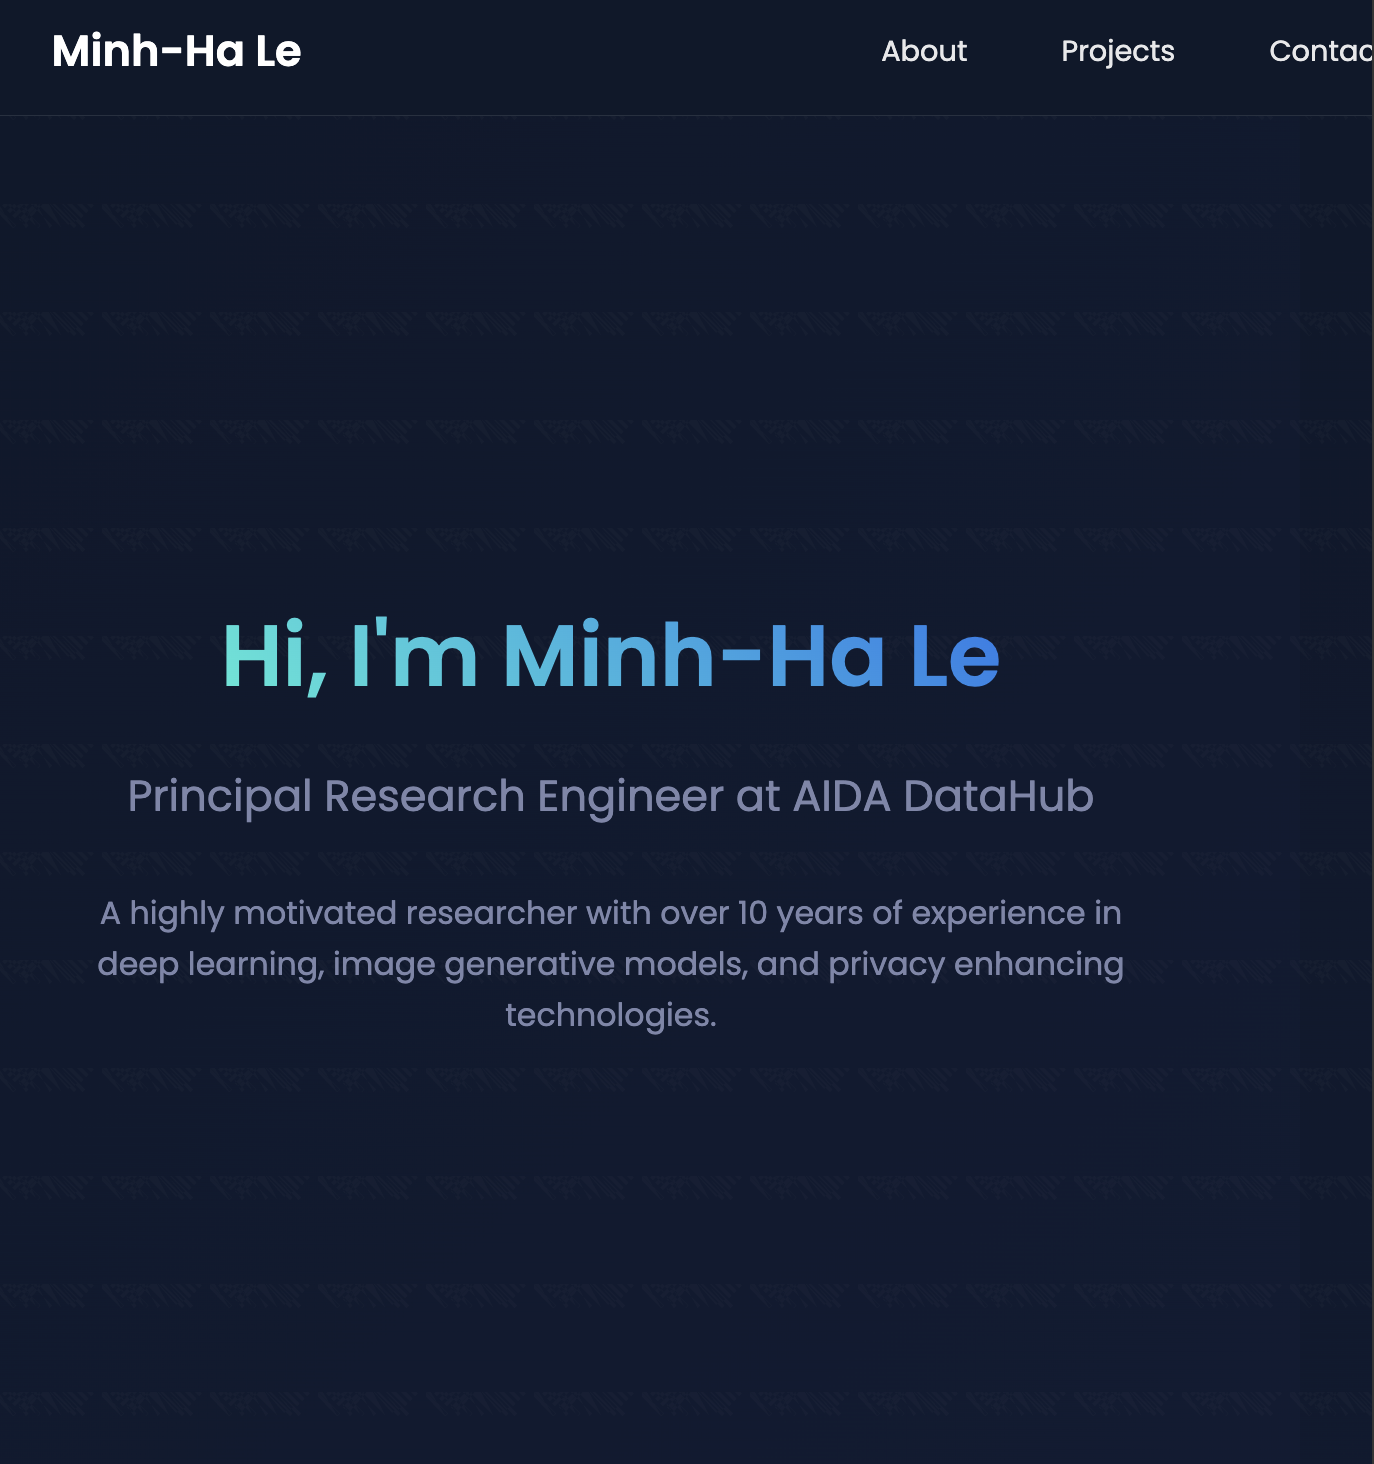 Minh-Ha Le
About Projects Contac
Hi, I'm Minh-Ha Le
Principal Research Engineer at AIDA DataHub
A highly motivated researcher with over 10 years of experience in
deep learning, image generative models, and privacy enhancing
technologies.